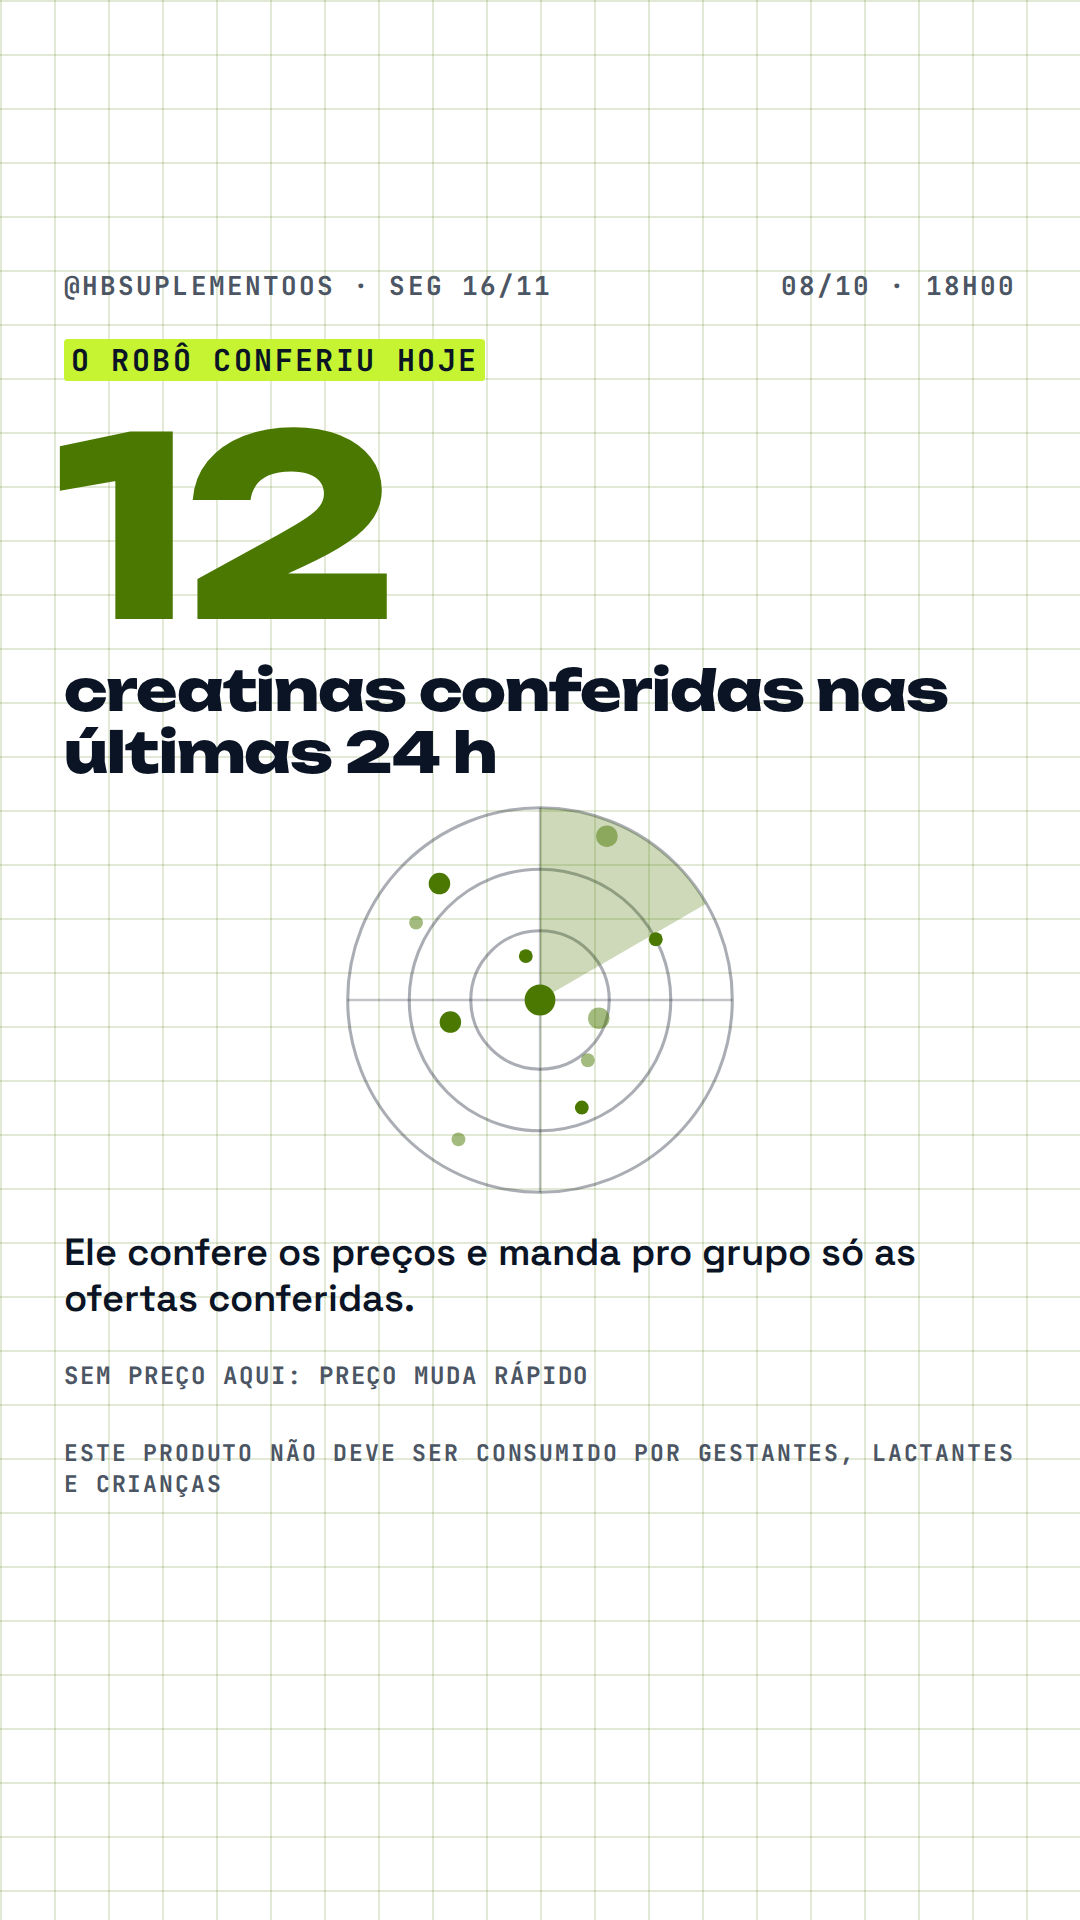 @HBSUPLEMENTOOS · SEG 16/11
08/10 · 18H00
O ROBÔ CONFERIU HOJE
12
creatinas conferidas nas
últimas 24 h
Ele confere os preços e manda pro grupo só as
ofertas conferidas.
SEM PREÇO AQUI: PREÇO MUDA RÁPIDO
ESTE PRODUTO NÃO DEVE SER CONSUMIDO POR GESTANTES, LACTANTES
E CRIANÇAS